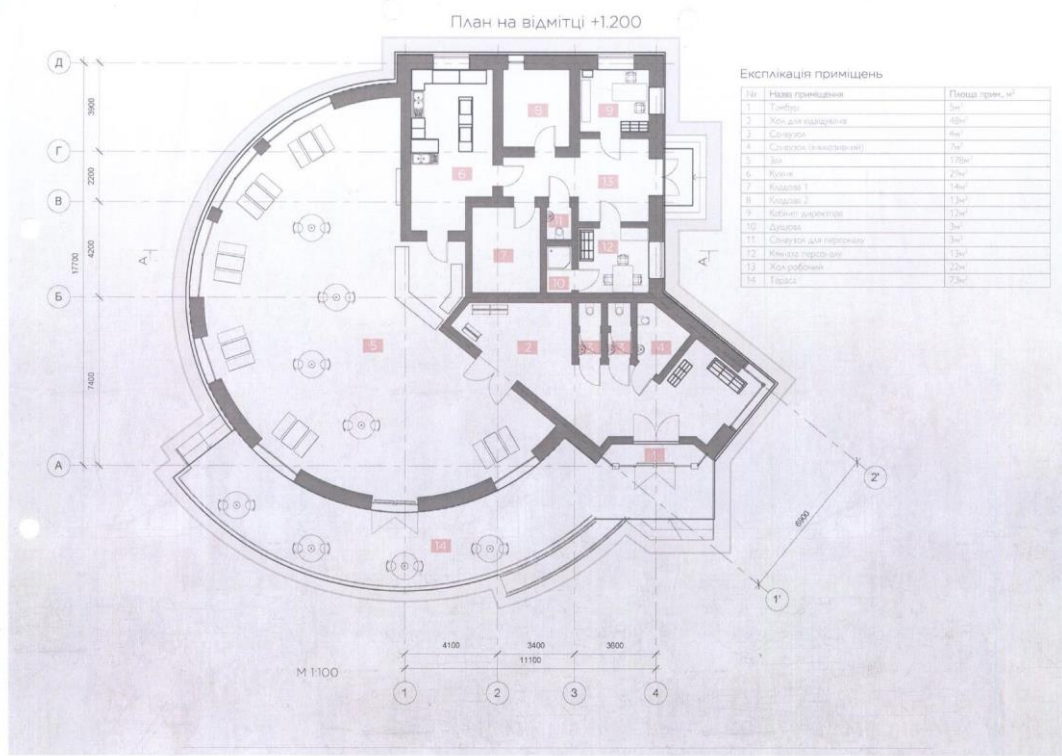 План на відмітці +1.200
Експлікація приміщень
№ Назва приміщення Площа прим., м²
1 Тамбур 5м²
2 Хол для відвідувачів 48м²
3 Санвузол 4м²
4 Санвузол (інклюзивний) 7м²
5 Зал 178м²
6 Кухня 29м²
7 Кладова 1 14м²
8 Кладова 2 13м²
9 Кабінет директора 12м²
10 Душова 3м²
11 Санвузол для персоналу 3м²
12 Кімната персоналу 13м²
13 Хол робочий 22м²
14 Тераса 73м²
Д
Г
В
Б
А
3900
2200
4200
7400
17700
А
А
8
9
6
13
11
7
12
10
5
2
3
3
4
1
14
2'
1'
6900
4100
3400
3600
11100
М 1:100
1
2
3
4